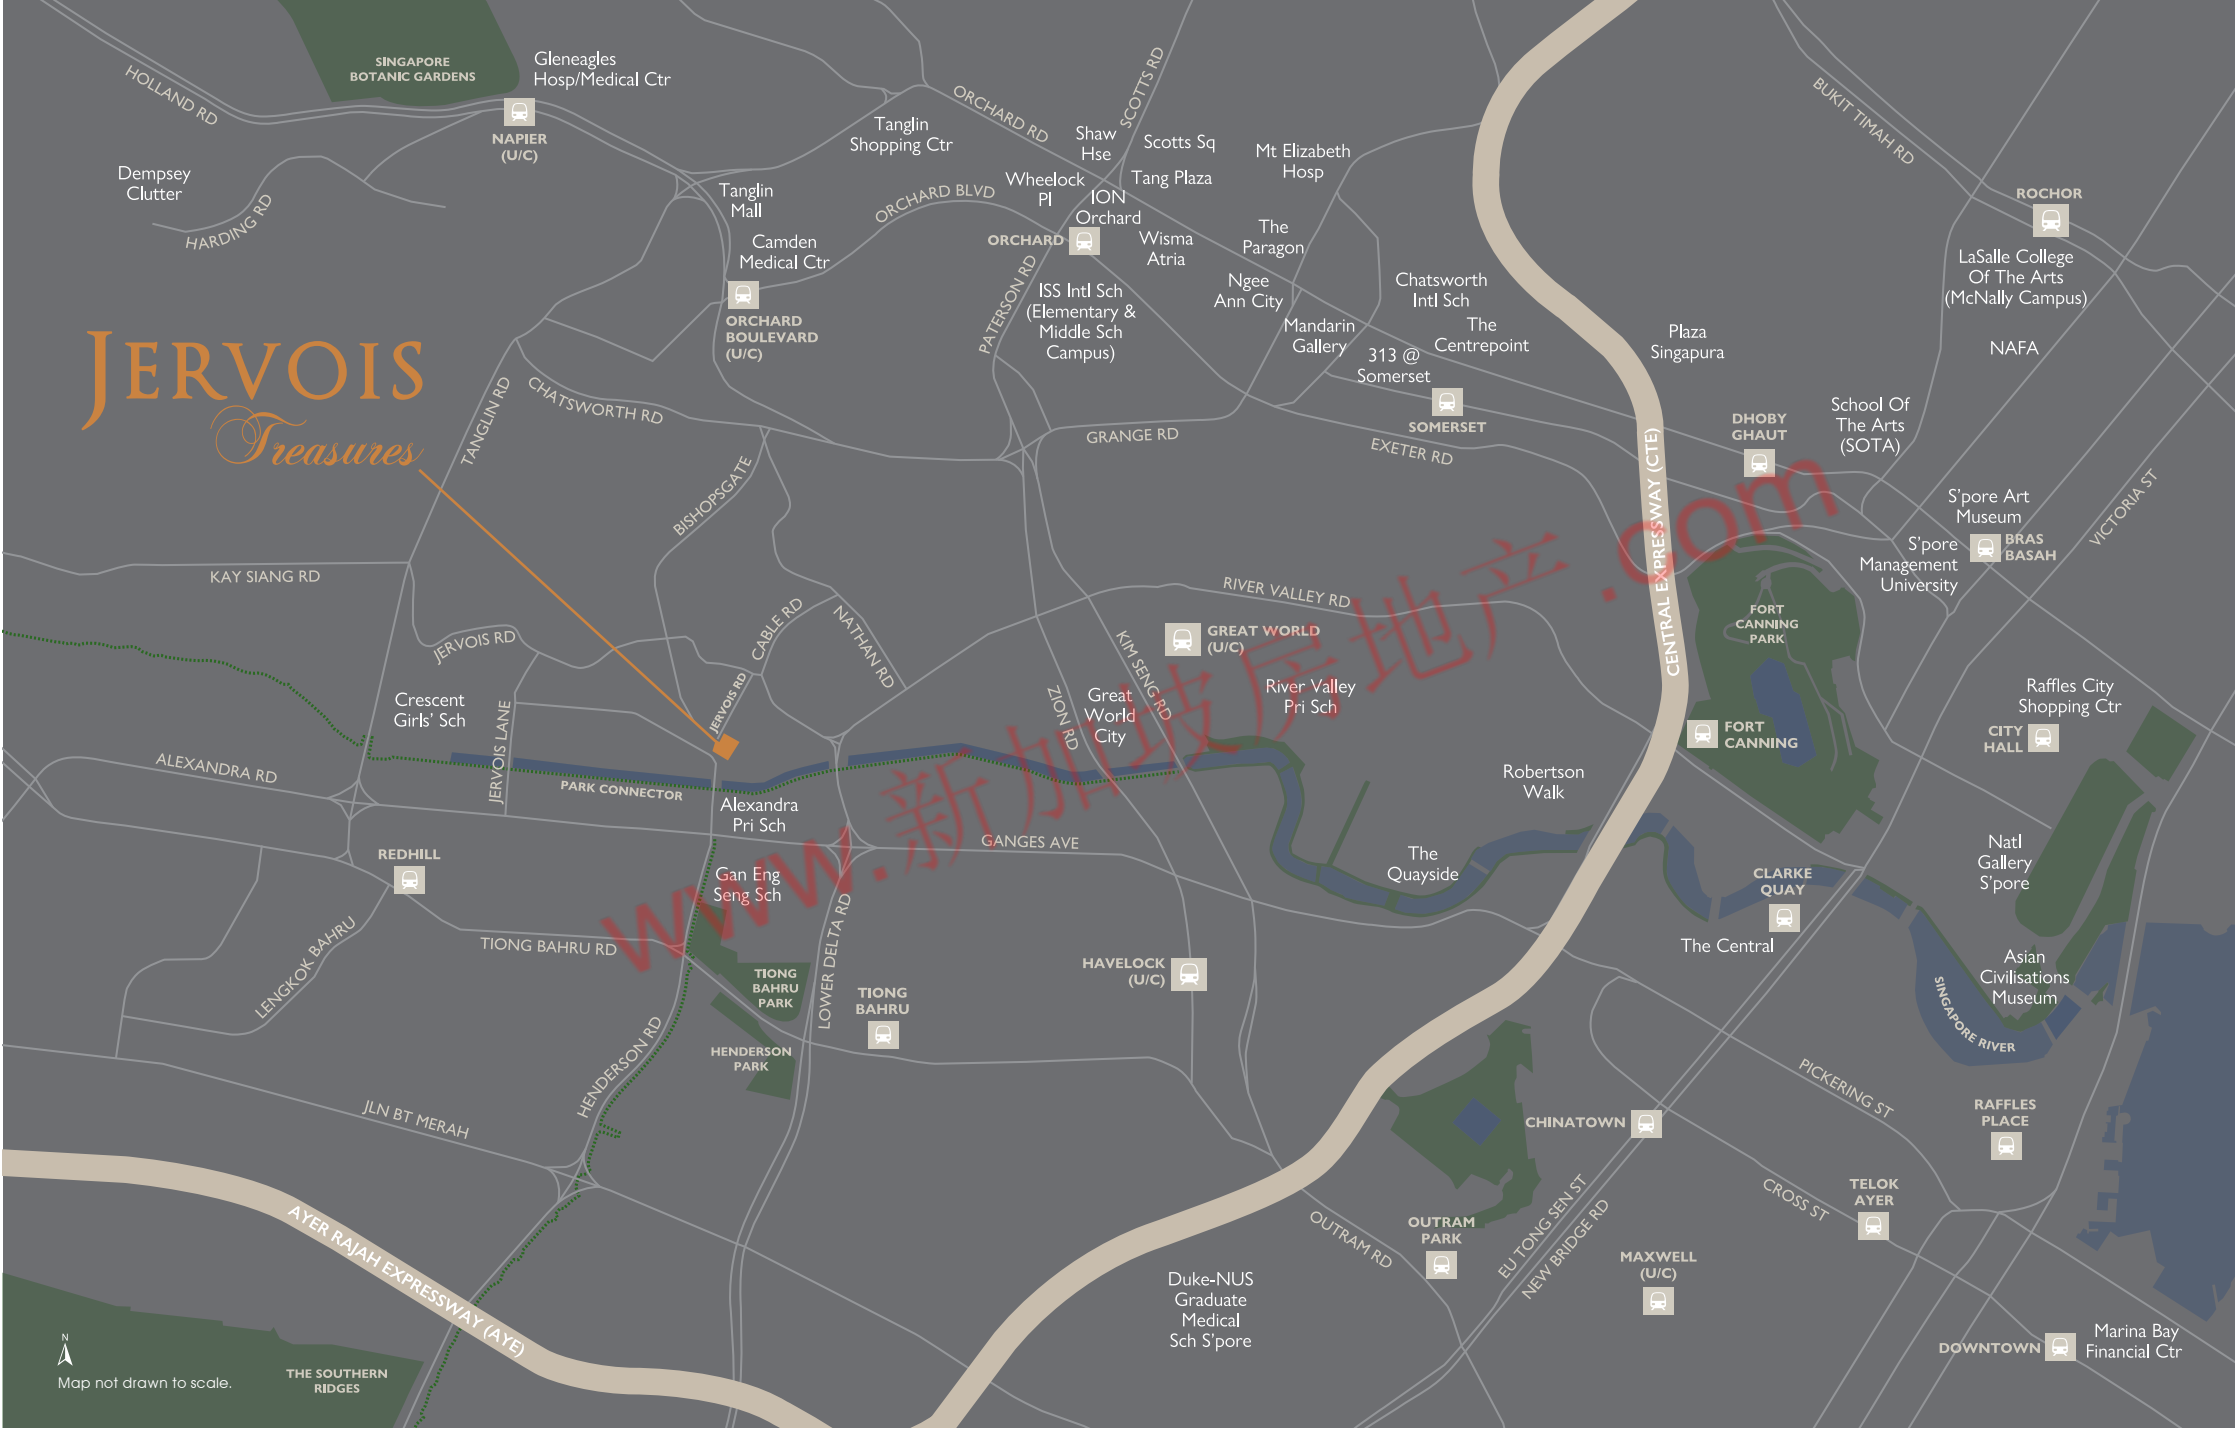 SINGAPORE
BOTANIC GARDENS
Gleneagles
Hosp/Medical Ctr
HOLLAND RD
NAPIER
(U/C)
Dempsey
Clutter
HARDING RD
Tanglin
Shopping Ctr
ORCHARD RD
SCOTTS RD
Shaw
Hse
Scotts Sq
Mt Elizabeth
Hosp
BUKIT TIMAH RD
Tanglin
Mall
ORCHARD BLVD
Wheelock
Pl
Tang Plaza
ION
Orchard
ROCHOR
Camden
Medical Ctr
ORCHARD
Wisma
Atria
The
Paragon
LaSalle College
Of The Arts
(McNally Campus)
ORCHARD
BOULEVARD
(U/C)
PATERSON RD
ISS Intl Sch
(Elementary &
Middle Sch
Campus)
Ngee
Ann City
Chatsworth
Intl Sch
Mandarin
Gallery
The
Centrepoint
Plaza
Singapura
NAFA
313 @
Somerset
SOMERSET
JERVOIS
Treasures
TANGLIN RD
CHATSWORTH RD
GRANGE RD
EXETER RD
DHOBY
GHAUT
School Of
The Arts
(SOTA)
CENTRAL EXPRESSWAY (CTE)
BISHOPSGATE
S'pore Art
Museum
VICTORIA ST
BRAS
BASAH
S'pore
Management
University
KAY SIANG RD
CABLE RD
NATHAN RD
RIVER VALLEY RD
FORT
CANNING
PARK
JERVOIS RD
GREAT WORLD
(U/C)
KIM SENG RD
ZION RD
Crescent
Girls' Sch
JERVOIS LANE
JERVOIS RD
Great
World
City
River Valley
Pri Sch
FORT
CANNING
Raffles City
Shopping Ctr
CITY
HALL
ALEXANDRA RD
PARK CONNECTOR
Alexandra
Pri Sch
Robertson
Walk
www.新加坡房地产.com
REDHILL
GANGES AVE
The
Quayside
Natl
Gallery
S'pore
Gan Eng
Seng Sch
CLARKE
QUAY
The Central
LENGKOK BAHRU
TIONG BAHRU RD
LOWER DELTA RD
TIONG
BAHRU
PARK
TIONG
BAHRU
HAVELOCK
(U/C)
Asian
Civilisations
Museum
SINGAPORE RIVER
HENDERSON RD
HENDERSON
PARK
JLN BT MERAH
PICKERING ST
CHINATOWN
RAFFLES
PLACE
AYER RAJAH EXPRESSWAY (AYE)
OUTRAM RD
OUTRAM
PARK
EU TONG SEN ST
NEW BRIDGE RD
CROSS ST
TELOK
AYER
MAXWELL
(U/C)
Duke-NUS
Graduate
Medical
Sch S'pore
DOWNTOWN
Marina Bay
Financial Ctr
N
Map not drawn to scale.
THE SOUTHERN
RIDGES